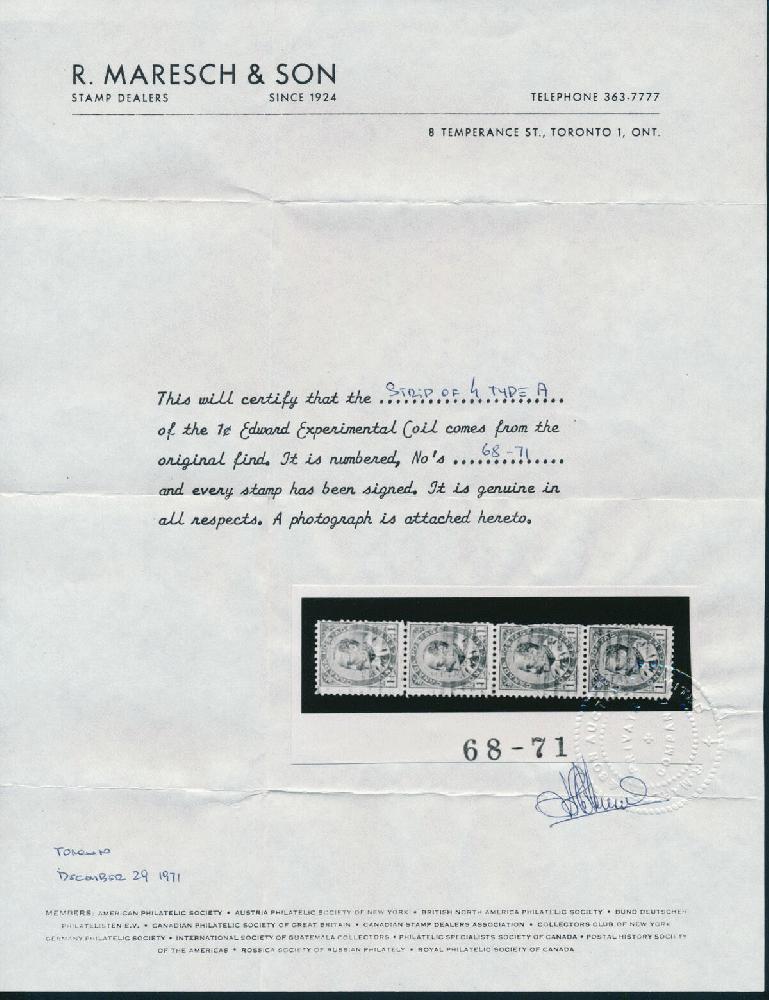 R. MARESCH & SON
STAMP DEALERS SINCE 1924 TELEPHONE 363-7777
8 TEMPERANCE ST., TORONTO 1, ONT.
This will certify that the STRIP OF 4 TYPE A
of the 1¢ Edward Experimental Coil comes from the
original find. It is numbered, No's 68-71
and every stamp has been signed. It is genuine in
all respects. A photograph is attached hereto.
68-71
TORONTO
DECEMBER 29 1971
MEMBERS: AMERICAN PHILATELIC SOCIETY • AUSTRIA PHILATELIC SOCIETY OF NEW YORK • BRITISH NORTH AMERICA PHILATELIC SOCIETY • BUND DEUTSCHER
PHILATELISTEN E.V. • CANADIAN PHILATELIC SOCIETY OF GREAT BRITAIN • CANADIAN STAMP DEALERS ASSOCIATION • COLLECTORS CLUB OF NEW YORK
GERMANY PHILATELIC SOCIETY • INTERNATIONAL SOCIETY OF GUATEMALA COLLECTORS • PHILATELIC SPECIALISTS SOCIETY OF CANADA • POSTAL HISTORY SOCIETY
OF THE AMERICAS • ROSSICA SOCIETY OF RUSSIAN PHILATELY • ROYAL PHILATELIC SOCIETY OF CANADA